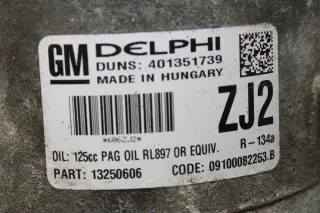 GM DELPHI
DUNS: 401351739
MADE IN HUNGARY
*606ZJ2*
ZJ2
OIL: 125cc PAG OIL RL897 OR EQUIV.
R-134a
PART: 13250606
CODE: 09100082253.B